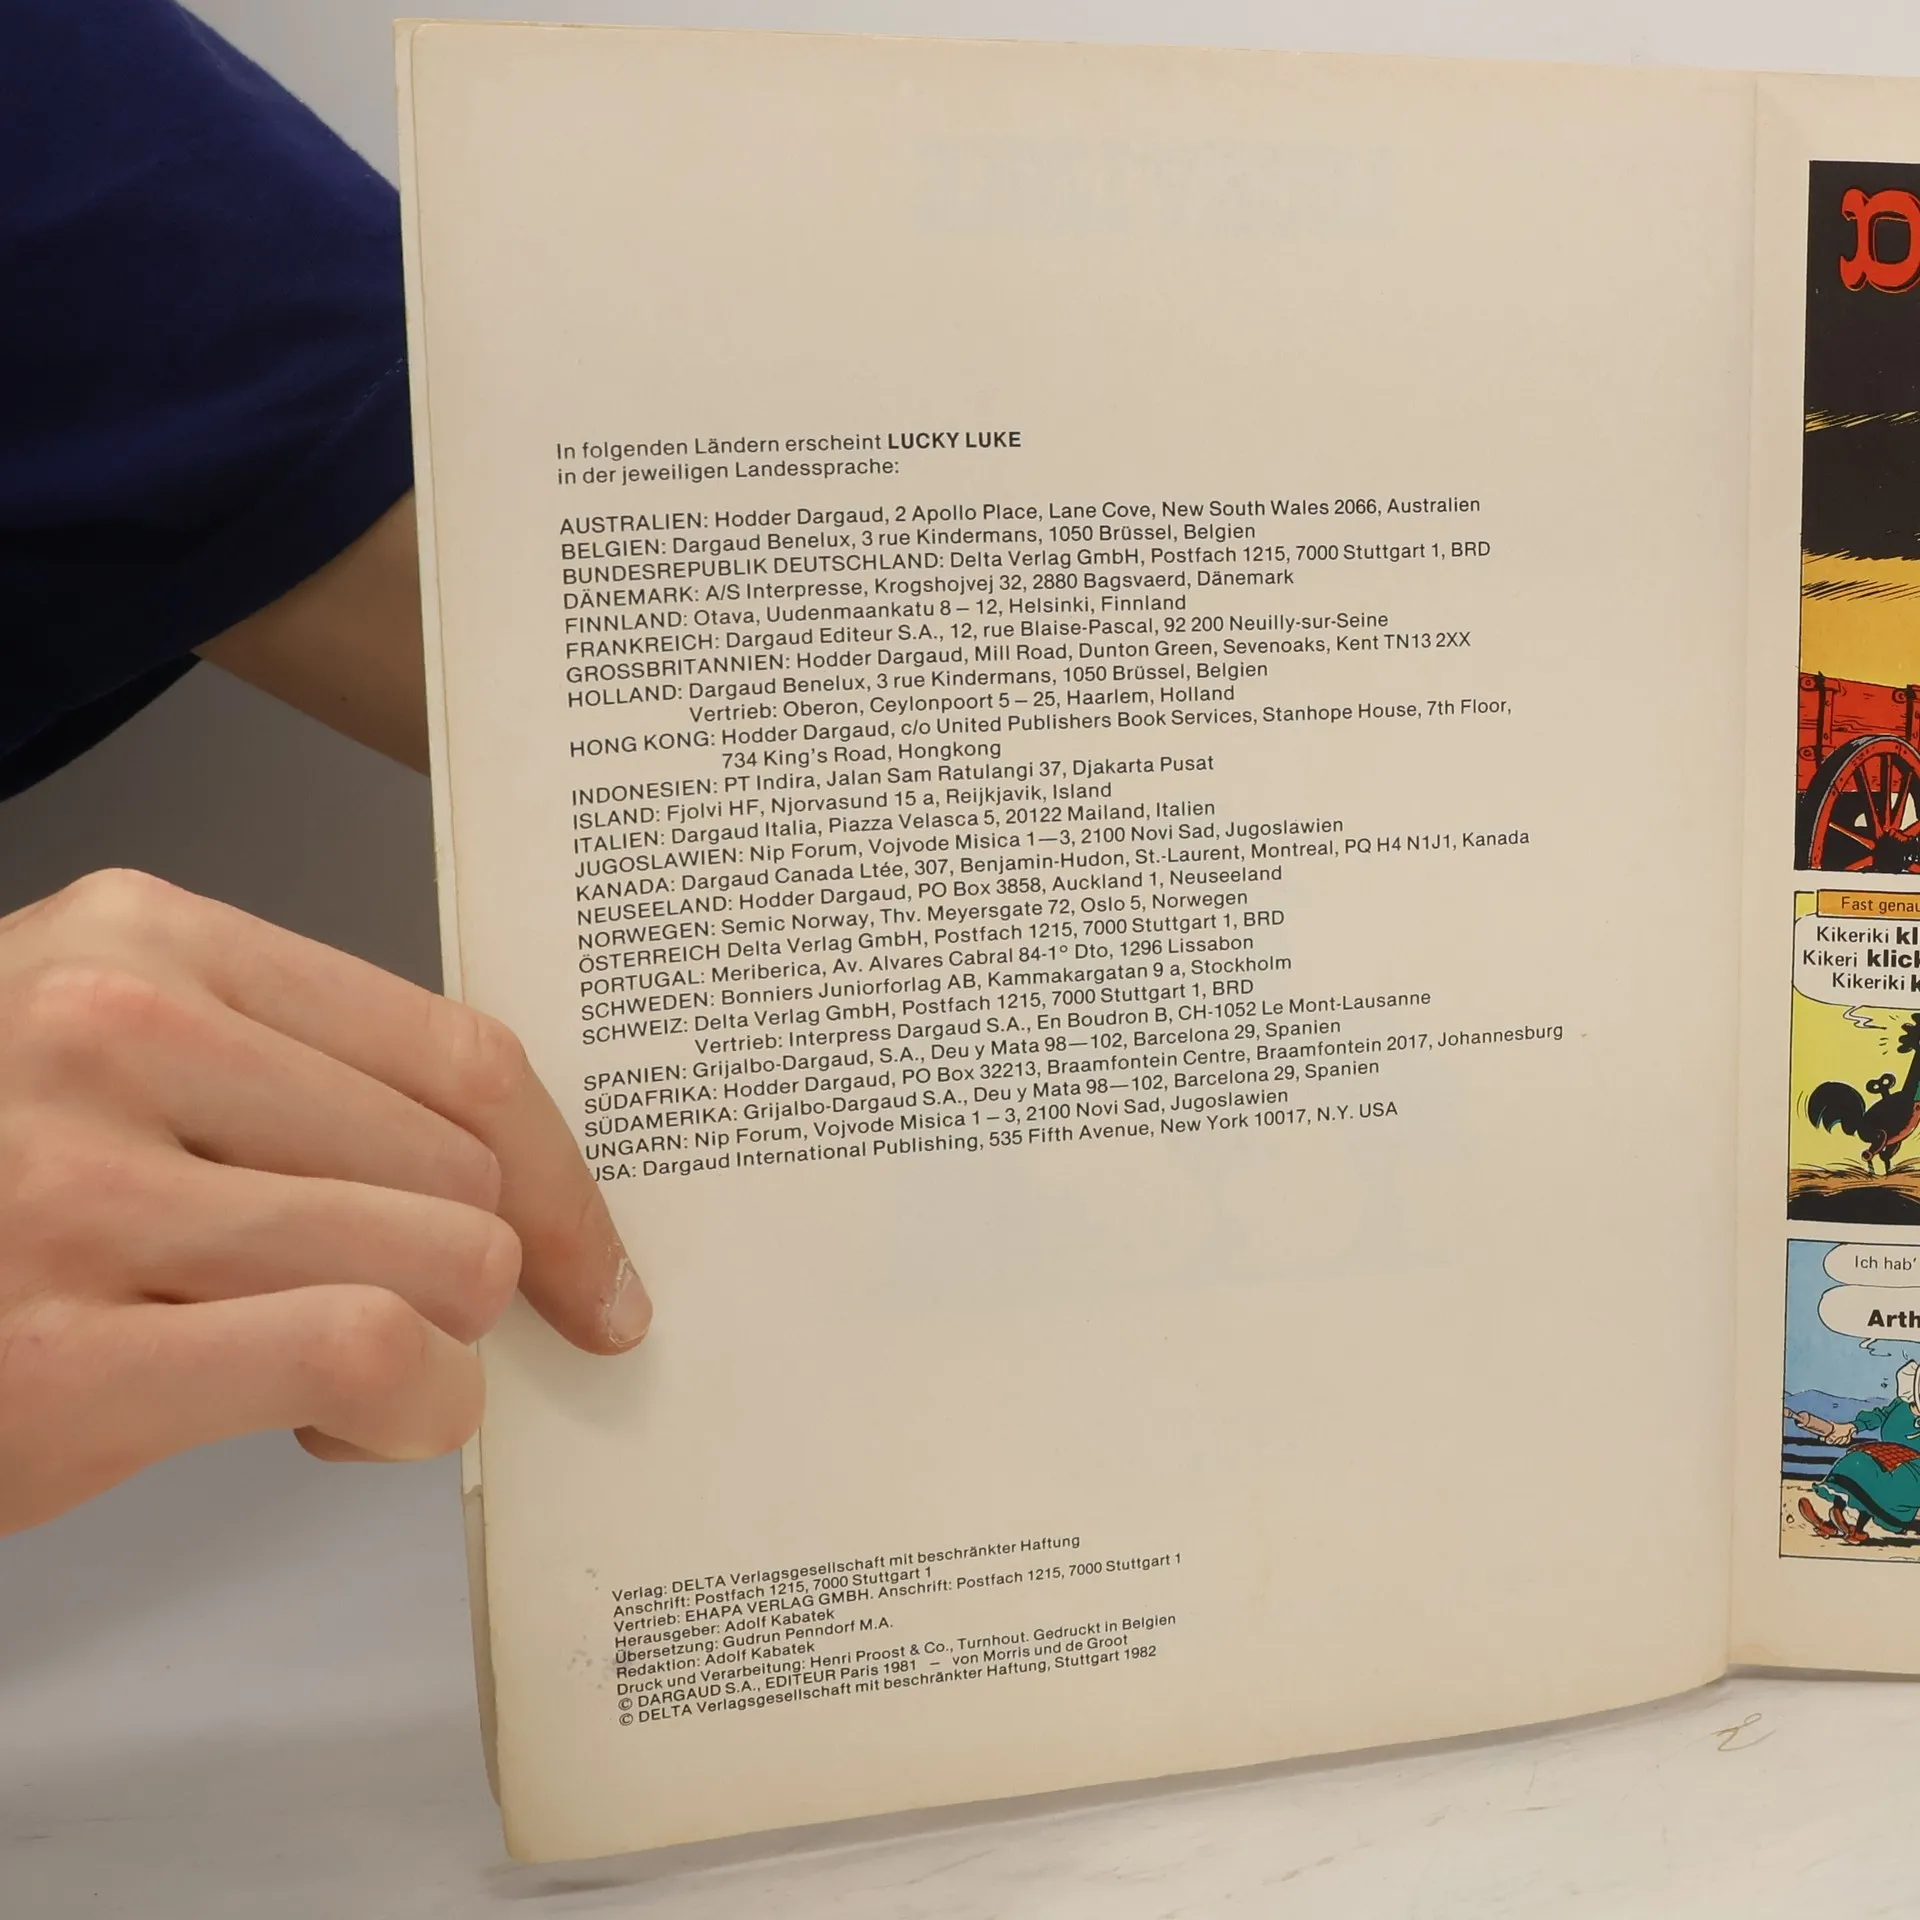 In folgenden Ländern erscheint LUCKY LUKE
in der jeweiligen Landessprache:
AUSTRALIEN: Hodder Dargaud, 2 Apollo Place, Lane Cove, New South Wales 2066, Australien
BELGIEN: Dargaud Benelux, 3 rue Kindermans, 1050 Brüssel, Belgien
BUNDESREPUBLIK DEUTSCHLAND: Delta Verlag GmbH, Postfach 1215, 7000 Stuttgart 1, BRD
DÄNEMARK: A/S Interpresse, Krogshojvej 32, 2880 Bagsvaerd, Dänemark
FINNLAND: Otava, Uudenmaankatu 8 – 12, Helsinki, Finnland
FRANKREICH: Dargaud Editeur S.A., 12, rue Blaise-Pascal, 92 200 Neuilly-sur-Seine
GROSSBRITANNIEN: Hodder Dargaud, Mill Road, Dunton Green, Sevenoaks, Kent TN13 2XX
HOLLAND: Dargaud Benelux, 3 rue Kindermans, 1050 Brüssel, Belgien
Vertrieb: Oberon, Ceylonpoort 5 – 25, Haarlem, Holland
HONG KONG: Hodder Dargaud, c/o United Publishers Book Services, Stanhope House, 7th Floor,
734 King's Road, Hongkong
INDONESIEN: PT Indira, Jalan Sam Ratulangi 37, Djakarta Pusat
ISLAND: Fjolvi HF, Njorvasund 15 a, Reijkjavik, Island
ITALIEN: Dargaud Italia, Piazza Velasca 5, 20122 Mailand, Italien
JUGOSLAWIEN: Nip Forum, Vojvode Misica 1—3, 2100 Novi Sad, Jugoslawien
KANADA: Dargaud Canada Ltée, 307, Benjamin-Hudon, St.-Laurent, Montreal, PQ H4 N1J1, Kanada
NEUSEELAND: Hodder Dargaud, PO Box 3858, Auckland 1, Neuseeland
NORWEGEN: Semic Norway, Thv. Meyersgate 72, Oslo 5, Norwegen
ÖSTERREICH Delta Verlag GmbH, Postfach 1215, 7000 Stuttgart 1, BRD
PORTUGAL: Meriberica, Av. Alvares Cabral 84-1° Dto, 1296 Lissabon
SCHWEDEN: Bonniers Juniorforlag AB, Kammakargatan 9 a, Stockholm
SCHWEIZ: Delta Verlag GmbH, Postfach 1215, 7000 Stuttgart 1, BRD
Vertrieb: Interpress Dargaud S.A., En Boudron B, CH-1052 Le Mont-Lausanne
SPANIEN: Grijalbo-Dargaud, S.A., Deu y Mata 98—102, Barcelona 29, Spanien
SÜDAFRIKA: Hodder Dargaud, PO Box 32213, Braamfontein Centre, Braamfontein 2017, Johannesburg
SÜDAMERIKA: Grijalbo-Dargaud S.A., Deu y Mata 98—102, Barcelona 29, Spanien
UNGARN: Nip Forum, Vojvode Misica 1 – 3, 2100 Novi Sad, Jugoslawien
USA: Dargaud International Publishing, 535 Fifth Avenue, New York 10017, N.Y. USA
Verlag: DELTA Verlagsgesellschaft mit beschränkter Haftung
Anschrift: Postfach 1215, 7000 Stuttgart 1
Vertrieb: EHAPA VERLAG GMBH. Anschrift: Postfach 1215, 7000 Stuttgart 1
Herausgeber: Adolf Kabatek
Übersetzung: Gudrun Penndorf M.A.
Redaktion: Adolf Kabatek
Druck und Verarbeitung: Henri Proost & Co., Turnhout. Gedruckt in Belgien
© DARGAUD S.A., EDITEUR Paris 1981 – von Morris und de Groot
© DELTA Verlagsgesellschaft mit beschränkter Haftung, Stuttgart 1982
D
Fast genau
Kikeriki kl
Kikeri klick
Kikeriki k
Ich hab'
Arth